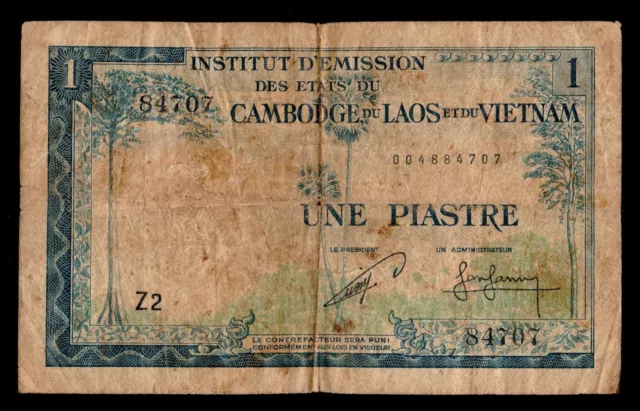 1
INSTITUT D'EMISSION
1
DES ETATS DU
84707
CAMBODGE, DU LAOS ET DU VIETNAM
004884707
UNE PIASTRE
LE PRESIDENT
UN ADMINISTRATEUR
Z2
84707
LE CONTREFACTEUR SERA PUNI
CONFORMÉMENT AUX LOIS EN VIGUEUR